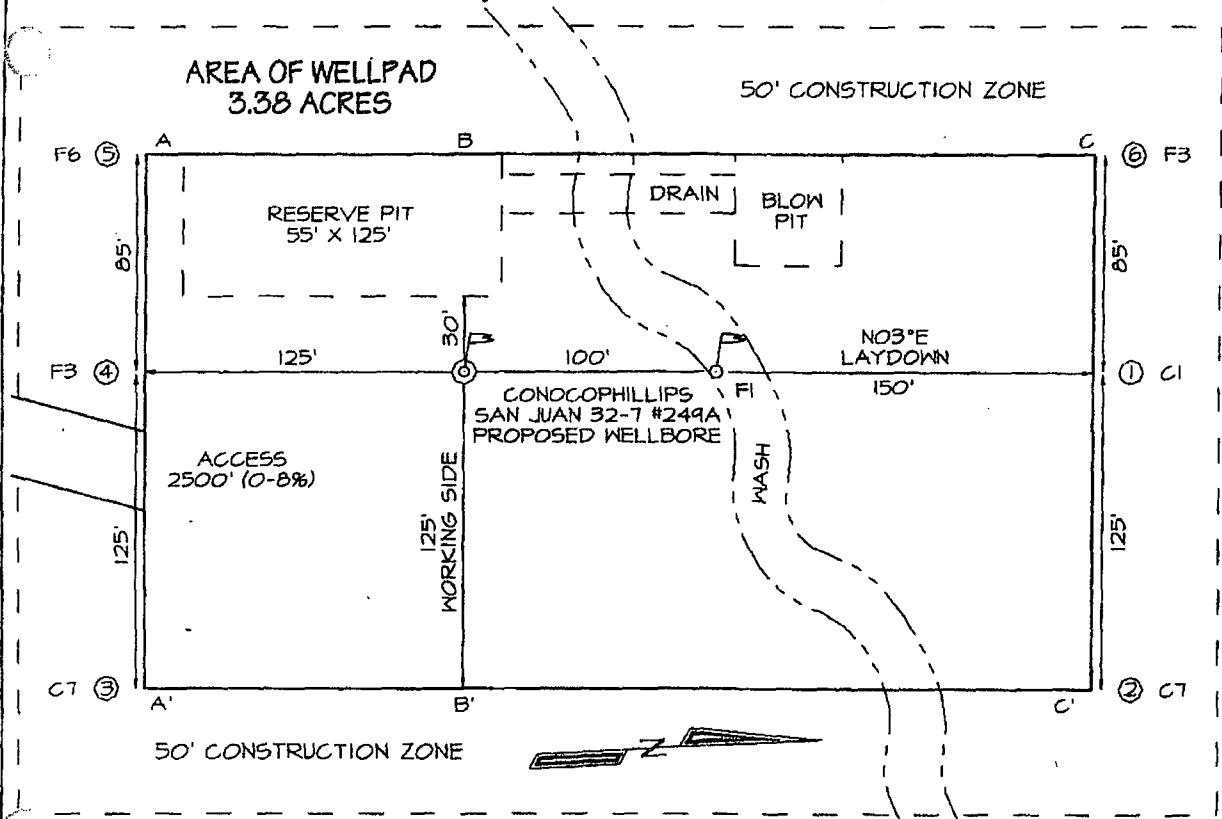 AREA OF WELLPAD
3.38 ACRES
50' CONSTRUCTION ZONE
A
B
C
F6 ⑤
⑥ F3
RESERVE PIT
55' X 125'
DRAIN
BLOW
PIT
85'
85'
30'
F3 ④
125'
100'
N03°E
LAYDOWN
150'
① C1
F1
CONOCOPHILLIPS
SAN JUAN 32-7 #249A
PROPOSED WELLBORE
ACCESS
2500' (0-8%)
WASH
125'
125'
WORKING SIDE
125'
C7 ③
② C7
A'
B'
C'
50' CONSTRUCTION ZONE
N